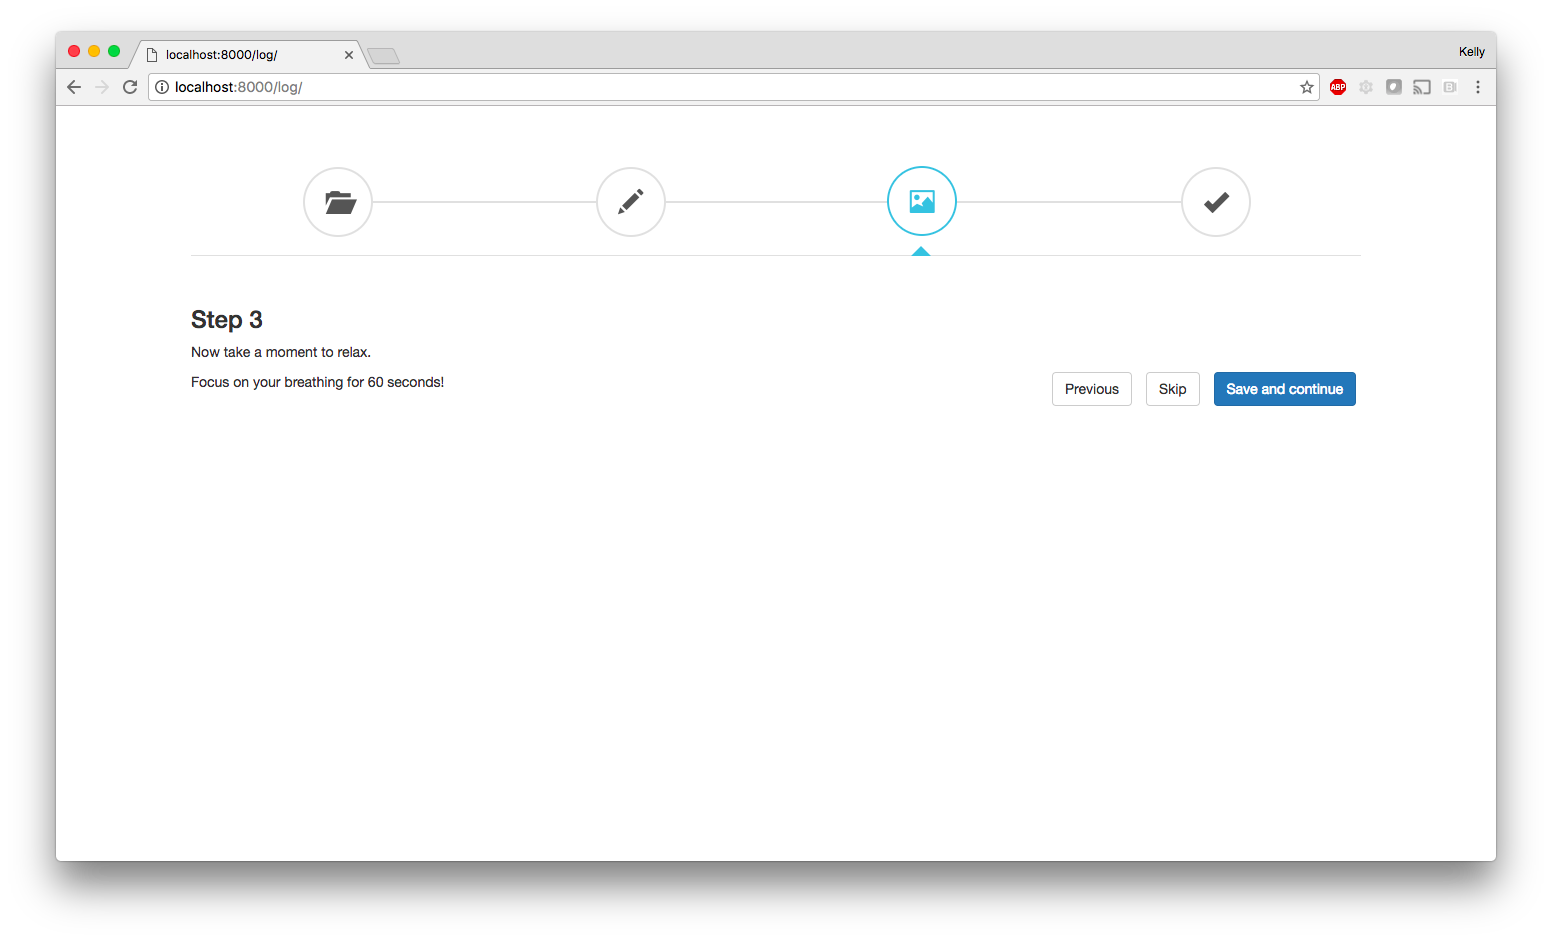 localhost:8000/log/
Kelly
localhost:8000/log/
ABP
Step 3
Now take a moment to relax.
Focus on your breathing for 60 seconds!
Previous
Skip
Save and continue